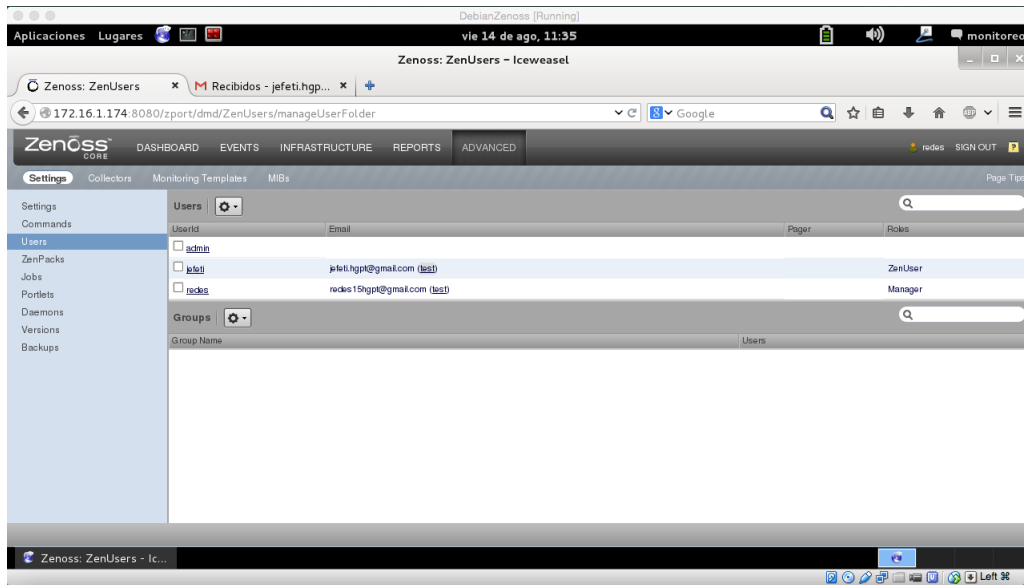 DebianZenoss [Running]
Aplicaciones Lugares vie 14 de ago, 11:35 monitoreo
Zenoss: ZenUsers - Iceweasel
Zenoss: ZenUsers Recibidos - jefeti.hgp...
172.16.1.174:8080/zport/dmd/ZenUsers/manageUserFolder Google
Zenoss CORE DASHBOARD EVENTS INFRASTRUCTURE REPORTS ADVANCED redes SIGN OUT ?
Settings Collectors Monitoring Templates MIBs Page Tips
Settings
Commands
Users
ZenPacks
Jobs
Portlets
Daemons
Versions
Backups
Users
UserId Email Pager Roles
admin
jefeti jefeti.hgpt@gmail.com (test) ZenUser
redes redes15hgpt@gmail.com (test) Manager
Groups
Group Name Users
Zenoss: ZenUsers - Ic...
Left ⌘